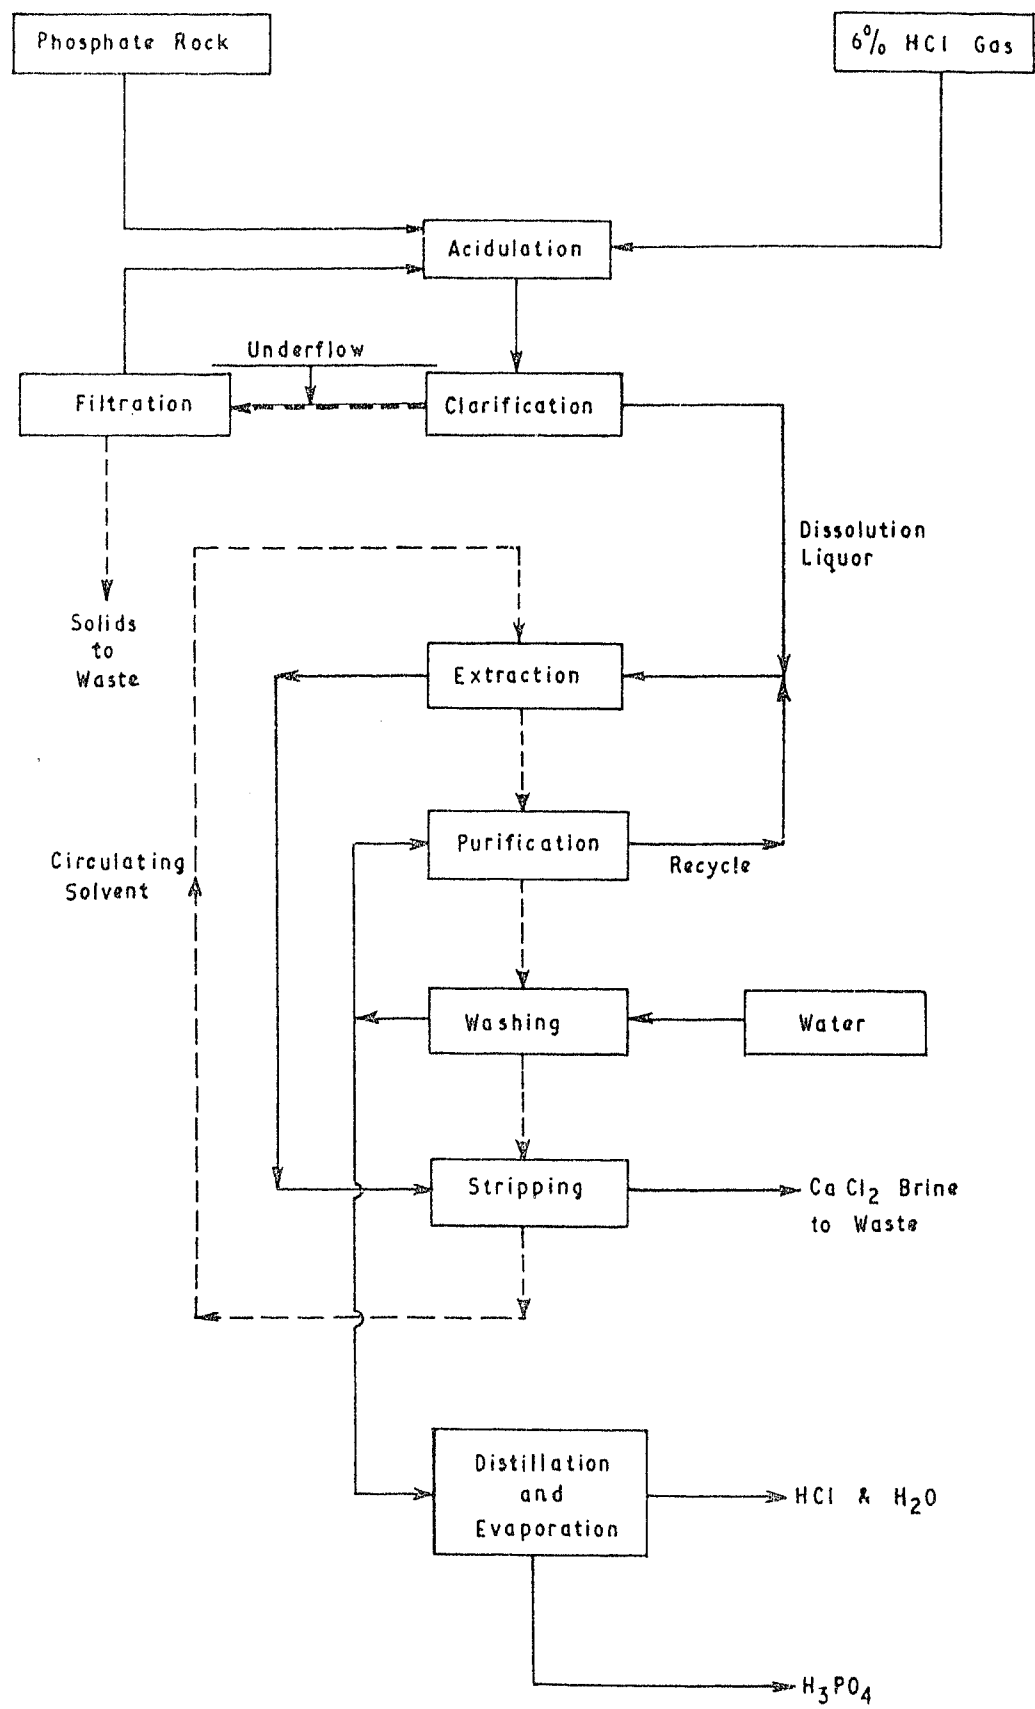 Phosphate Rock
6% HCl Gas
Acidulation
Underflow
Filtration
Clarification
Dissolution
Liquor
Solids
to
Waste
Extraction
Purification
Recycle
Circulating
Solvent
Washing
Water
Stripping
CaCl₂ Brine
to Waste
Distillation
and
Evaporation
HCl & H₂O
H₃PO₄